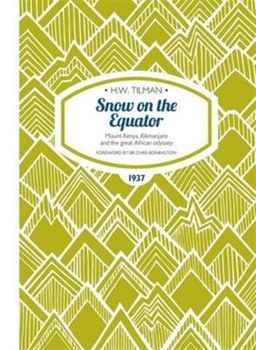 • H.W. TILMAN •
Snow on the
Equator
Mount Kenya, Kilimanjaro
and the great African odyssey
FOREWORD BY SIR CHRIS BONINGTON
1937